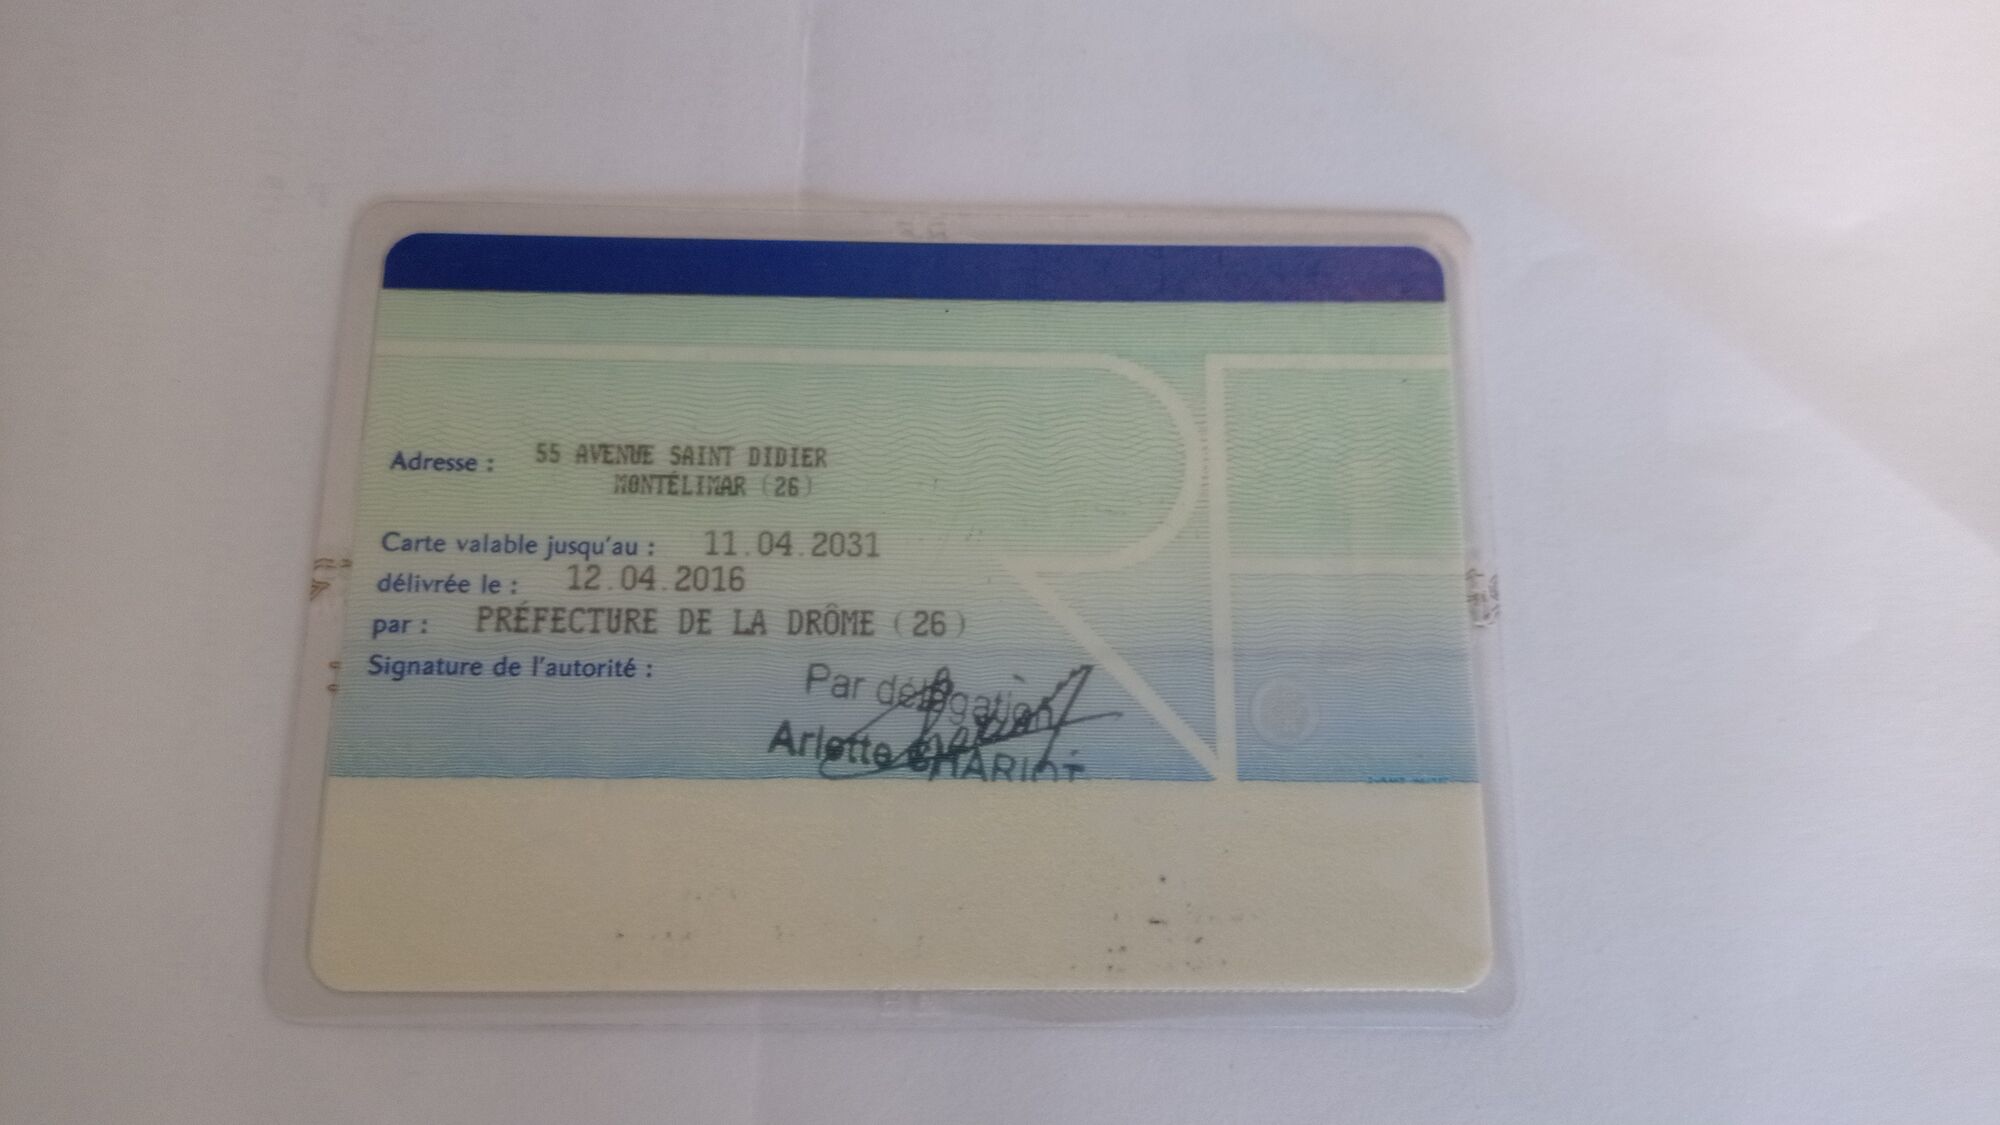 Adresse : 55 AVENUE SAINT DIDIER
MONTÉLIMAR (26)
Carte valable jusqu'au : 11.04.2031
délivrée le : 12.04.2016
par : PRÉFECTURE DE LA DRÔME (26)
Signature de l'autorité :
Par délégation
Arlette CHARIOT